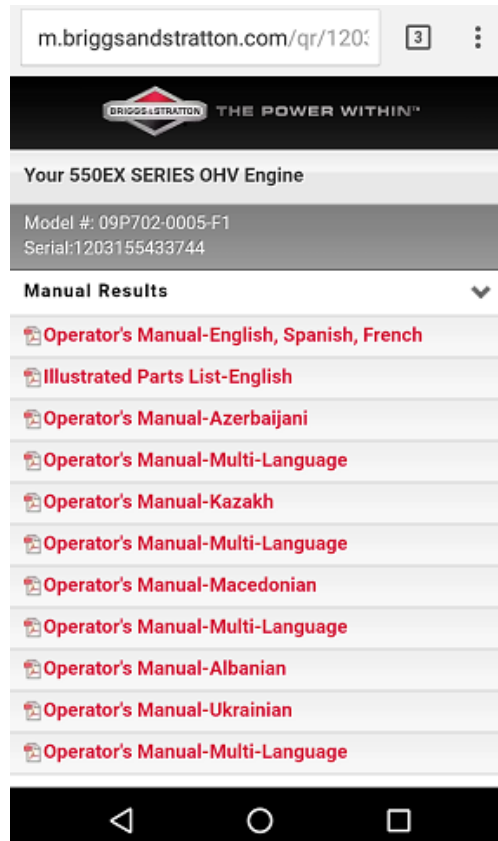 m.briggsandstratton.com/qr/1203
3
BRIGGS & STRATTON THE POWER WITHIN™
Your 550EX SERIES OHV Engine
Model #: 09P702-0005-F1
Serial:1203155433744
Manual Results
Operator's Manual-English, Spanish, French
Illustrated Parts List-English
Operator's Manual-Azerbaijani
Operator's Manual-Multi-Language
Operator's Manual-Kazakh
Operator's Manual-Multi-Language
Operator's Manual-Macedonian
Operator's Manual-Multi-Language
Operator's Manual-Albanian
Operator's Manual-Ukrainian
Operator's Manual-Multi-Language